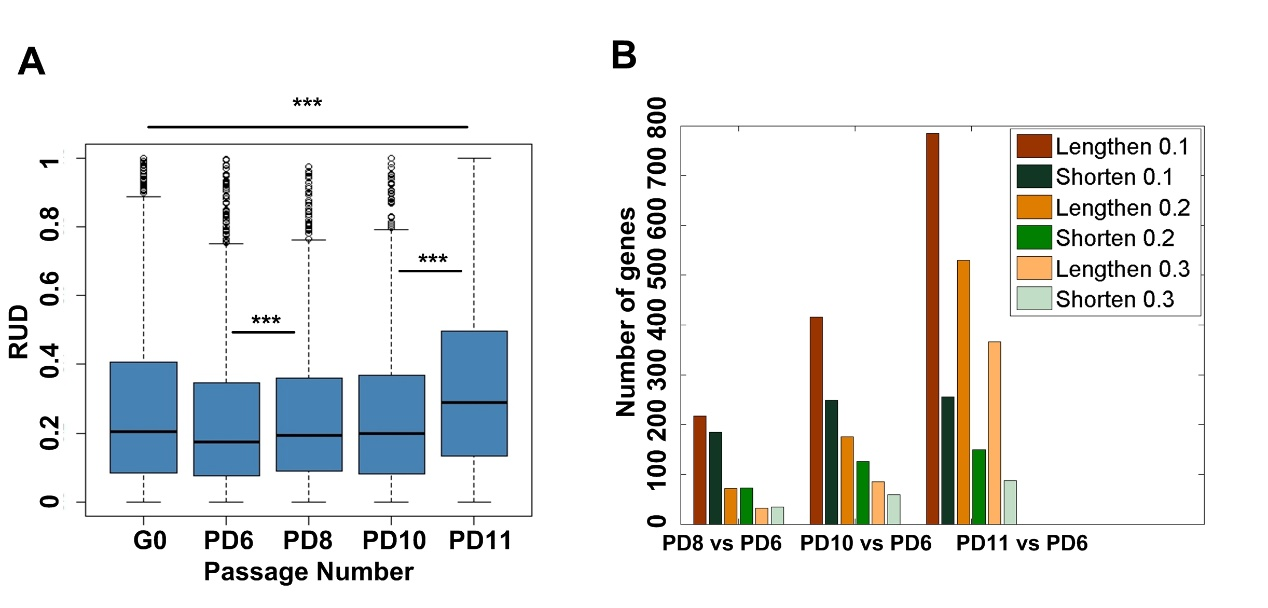 A
***
***
***
RUD
1
0.8
0.6
0.4
0.2
0
G0 PD6 PD8 PD10 PD11
Passage Number
B
Number of genes
800
700
600
500
400
300
200
100
0
Lengthen 0.1
Shorten 0.1
Lengthen 0.2
Shorten 0.2
Lengthen 0.3
Shorten 0.3
PD8 vs PD6 PD10 vs PD6 PD11 vs PD6